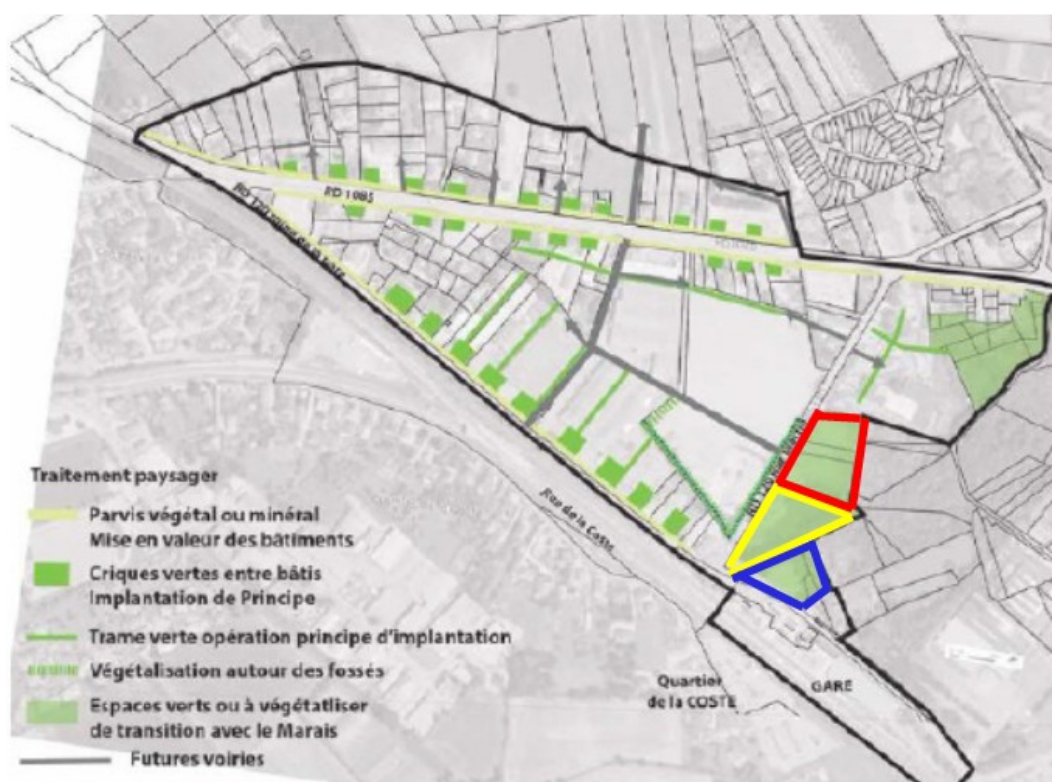 RD 1085
Rue de la Coste
Traitement paysager
Parvis végétal ou minéral
Mise en valeur des bâtiments
Criques vertes entre bâtis
Implantation de Principe
Trame verte opération principe d'implantation
Végétalisation autour des fossés
Espaces verts ou à végétatliser
de transition avec le Marais
Futures voiries
Quartier
de la COSTE
GARE